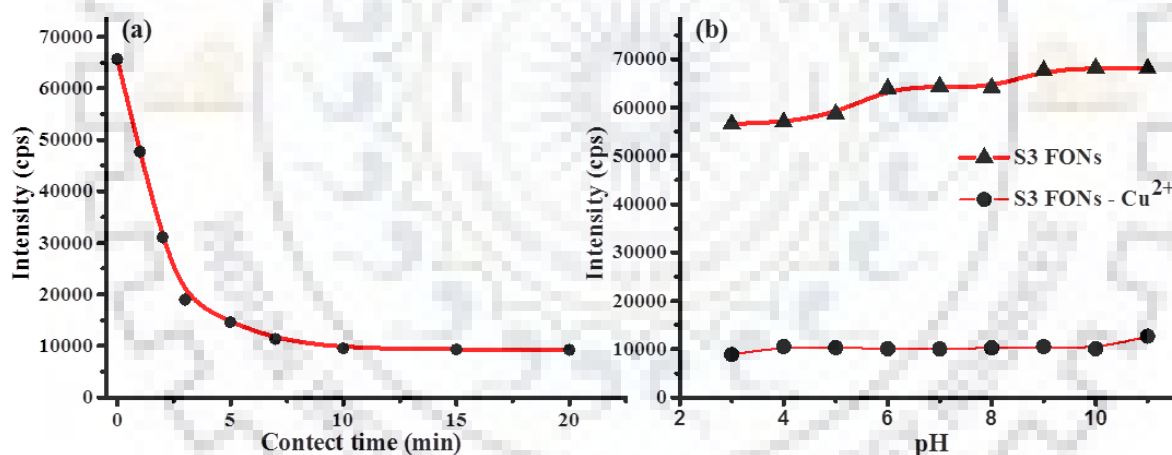 (a)
Intensity (cps)
70000
60000
50000
40000
30000
20000
10000
0
0 5 10 15 20
Contect time (min)
(b)
Intensity (cps)
70000
60000
50000
40000
30000
20000
10000
0
S3 FONs
S3 FONs - Cu²⁺
2 4 6 8 10
pH